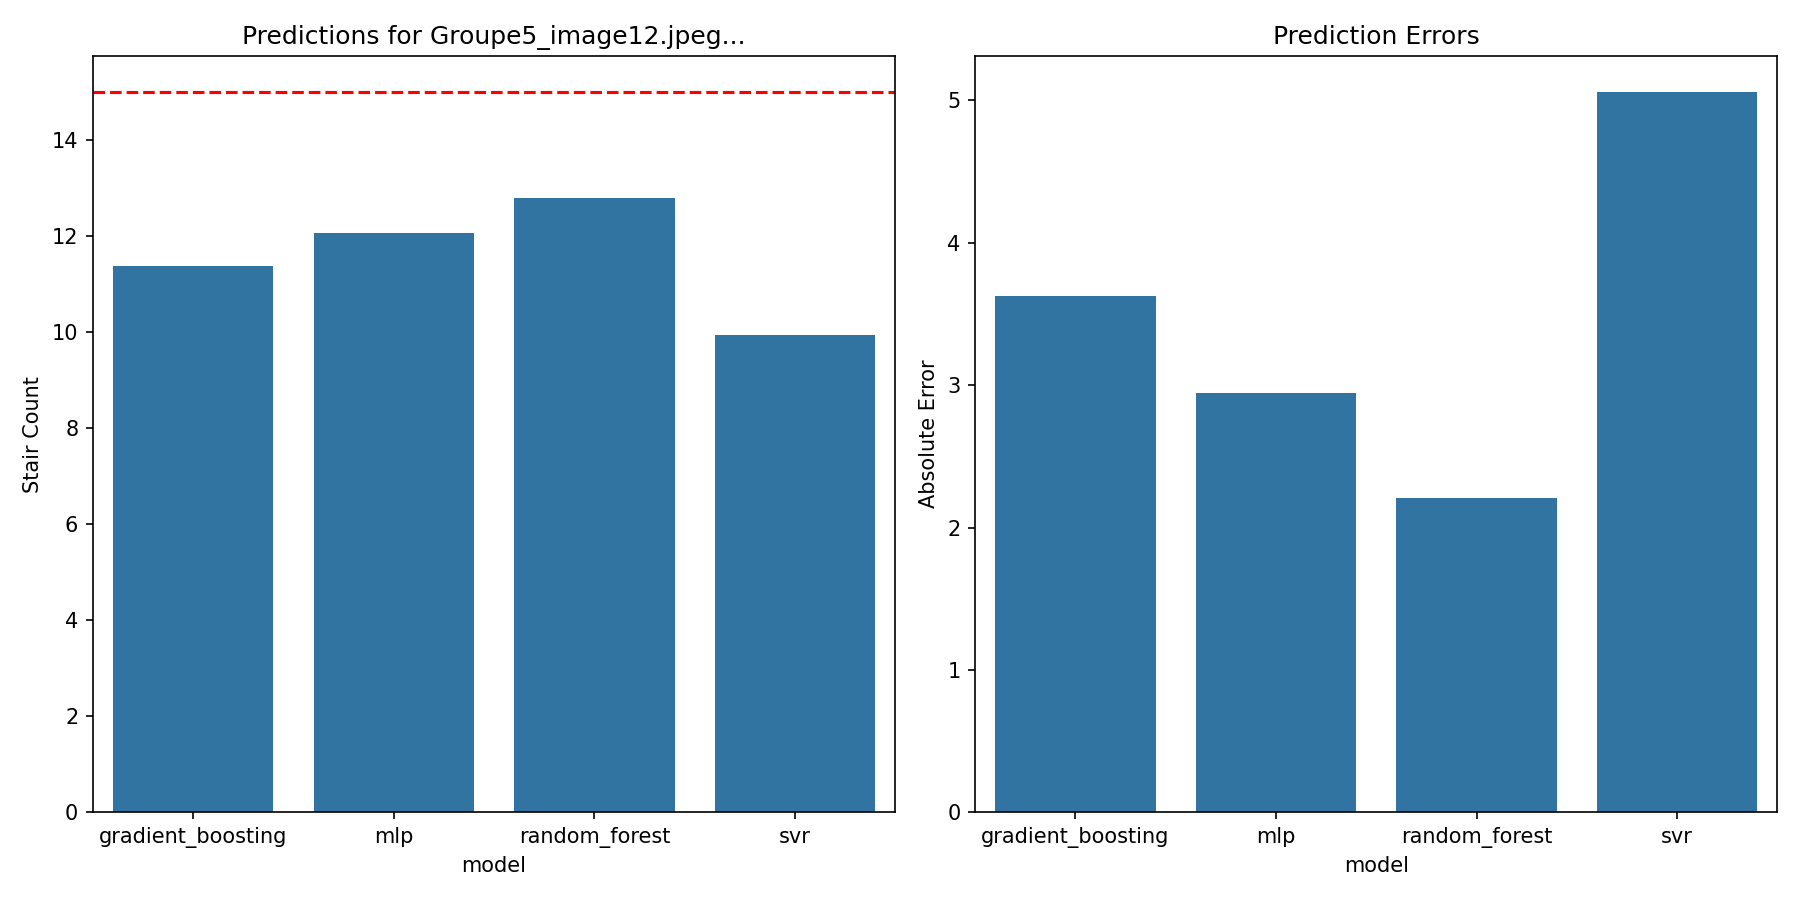 Predictions for Groupe5_image12.jpeg...
Stair Count
14
12
10
8
6
4
2
0
gradient_boosting mlp random_forest svr
model
Prediction Errors
Absolute Error
5
4
3
2
1
0
gradient_boosting mlp random_forest svr
model